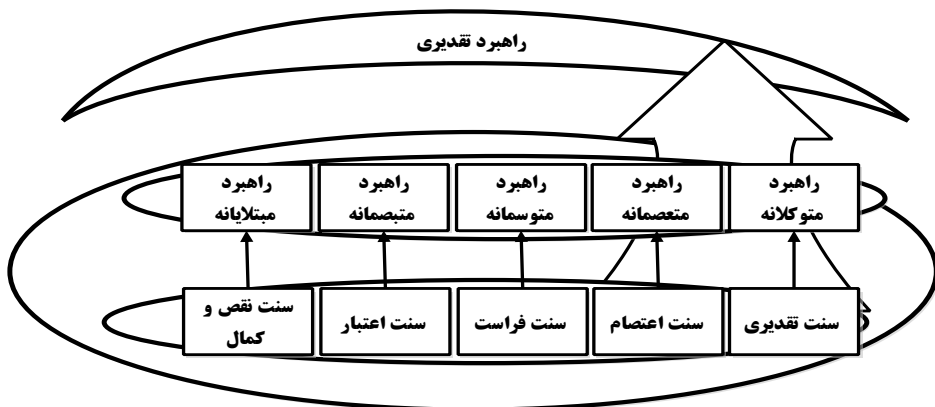 راهبرد تقدیری
راهبرد
متوکلانه
راهبرد
متعصمانه
راهبرد
متوسمانه
راهبرد
متبصمانه
راهبرد
مبتلایانه
سنت تقدیری
سنت اعتصام
سنت فراست
سنت اعتبار
سنت نقص و
کمال